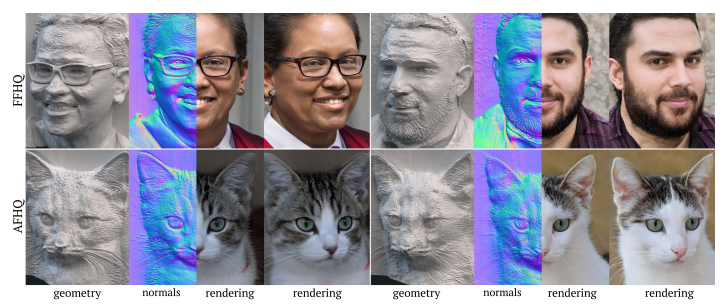 FFHQ
AFHQ
geometry normals rendering rendering geometry normals rendering rendering